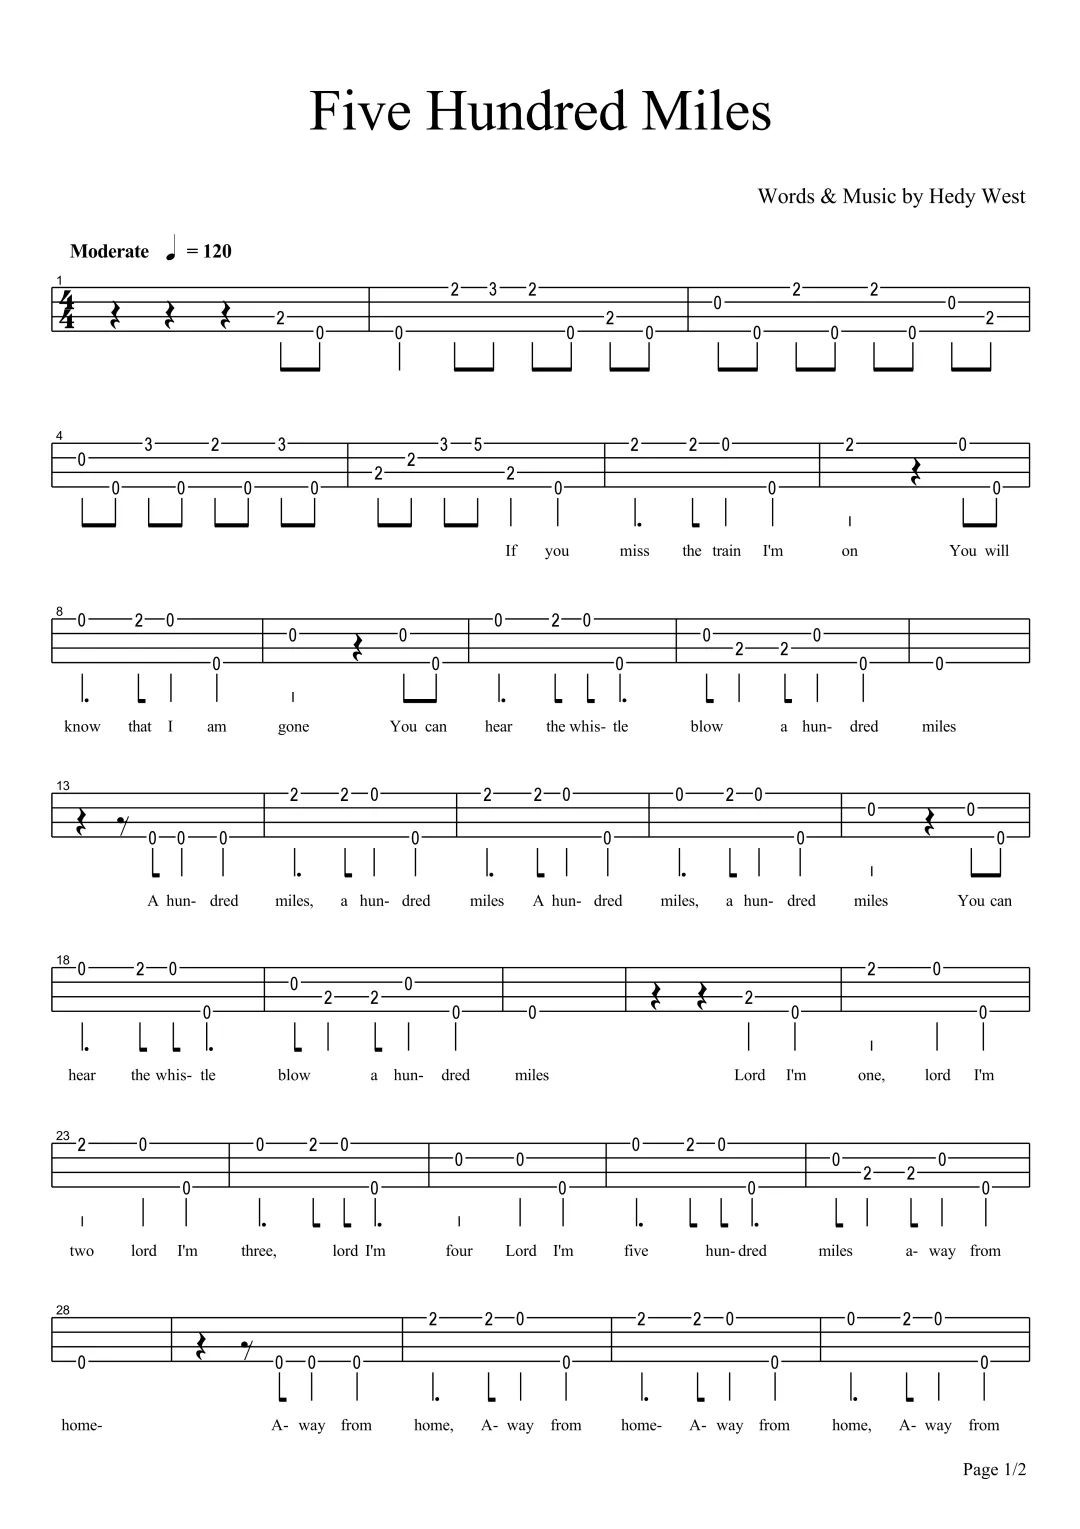 Five Hundred Miles
Words & Music by Hedy West
Moderate = 120
1
4
4
2 0 0 2 3 2 0 2 0 0 0 2 0 2 0 0 2
4
0 0 3 0 2 0 3 0 2 2 3 5 2 0 2 2 0 0 2 0 0
If you miss the train I'm on You will
8
0 2 0 0 0 0 0 0 2 0 0 0 2 2 0 0 0
know that I am gone You can hear the whis- tle blow a hun- dred miles
13
0 0 0 2 2 0 0 2 2 0 0 0 2 0 0 0 0 0
A hun- dred miles, a hun- dred miles A hun- dred miles, a hun- dred miles You can
18
0 2 0 0 0 2 2 0 0 0 2 0 2 0 0
hear the whis- tle blow a hun- dred miles Lord I'm one, lord I'm
23
2 0 0 0 2 0 0 0 0 0 0 2 0 0 0 2 2 0 0
two lord I'm three, lord I'm four Lord I'm five hun- dred miles a- way from
28
0 0 0 0 2 2 0 0 2 2 0 0 0 2 0 0
home- A- way from home, A- way from home- A- way from home, A- way from
Page 1/2